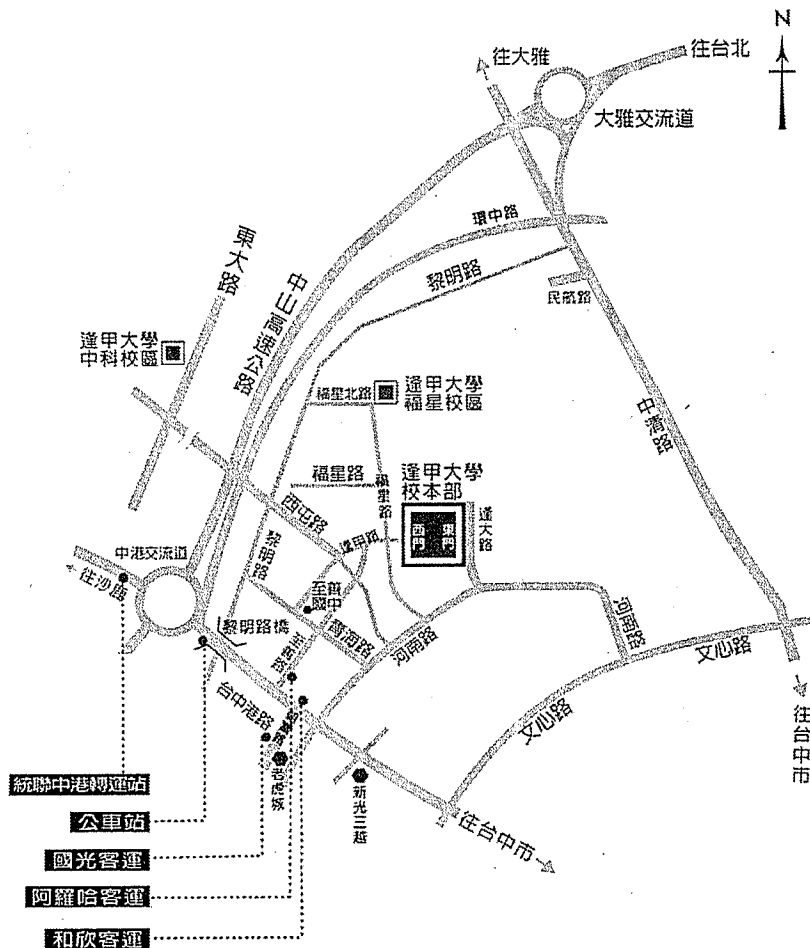 N
往台北
往大雅
大雅交流道
環中路
東大路
黎明路
民航路
中山高速公路
逢甲大學
中科校區
逢甲大學
福星校區
福星北路
中清路
逢甲大學
校本部
福星路
福星路
西門
東門
逢大路
西屯路
逢甲路
黎明路
中港交流道
往沙鹿
至善
國中
黎明路橋
青海路
至善路
河南路
河南路
文心路
文心路
台中港路
往台中市
老虎城
新光三越
往台中市
統聯中港轉運站
公車站
國光客運
阿羅哈客運
和欣客運